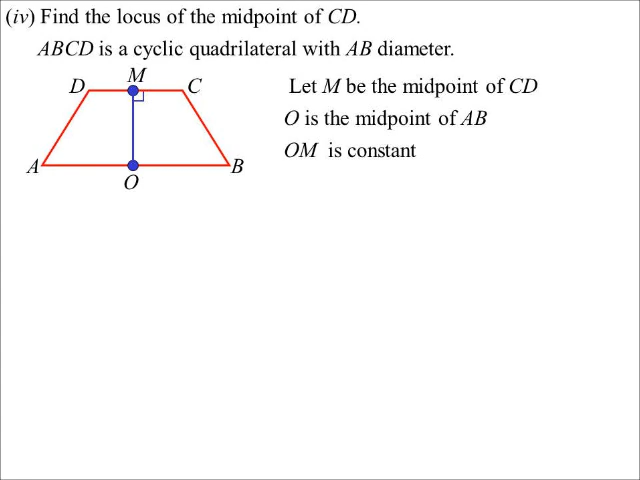 (iv) Find the locus of the midpoint of CD.
ABCD is a cyclic quadrilateral with AB diameter.
D M C
Let M be the midpoint of CD
O is the midpoint of AB
OM is constant
A O B